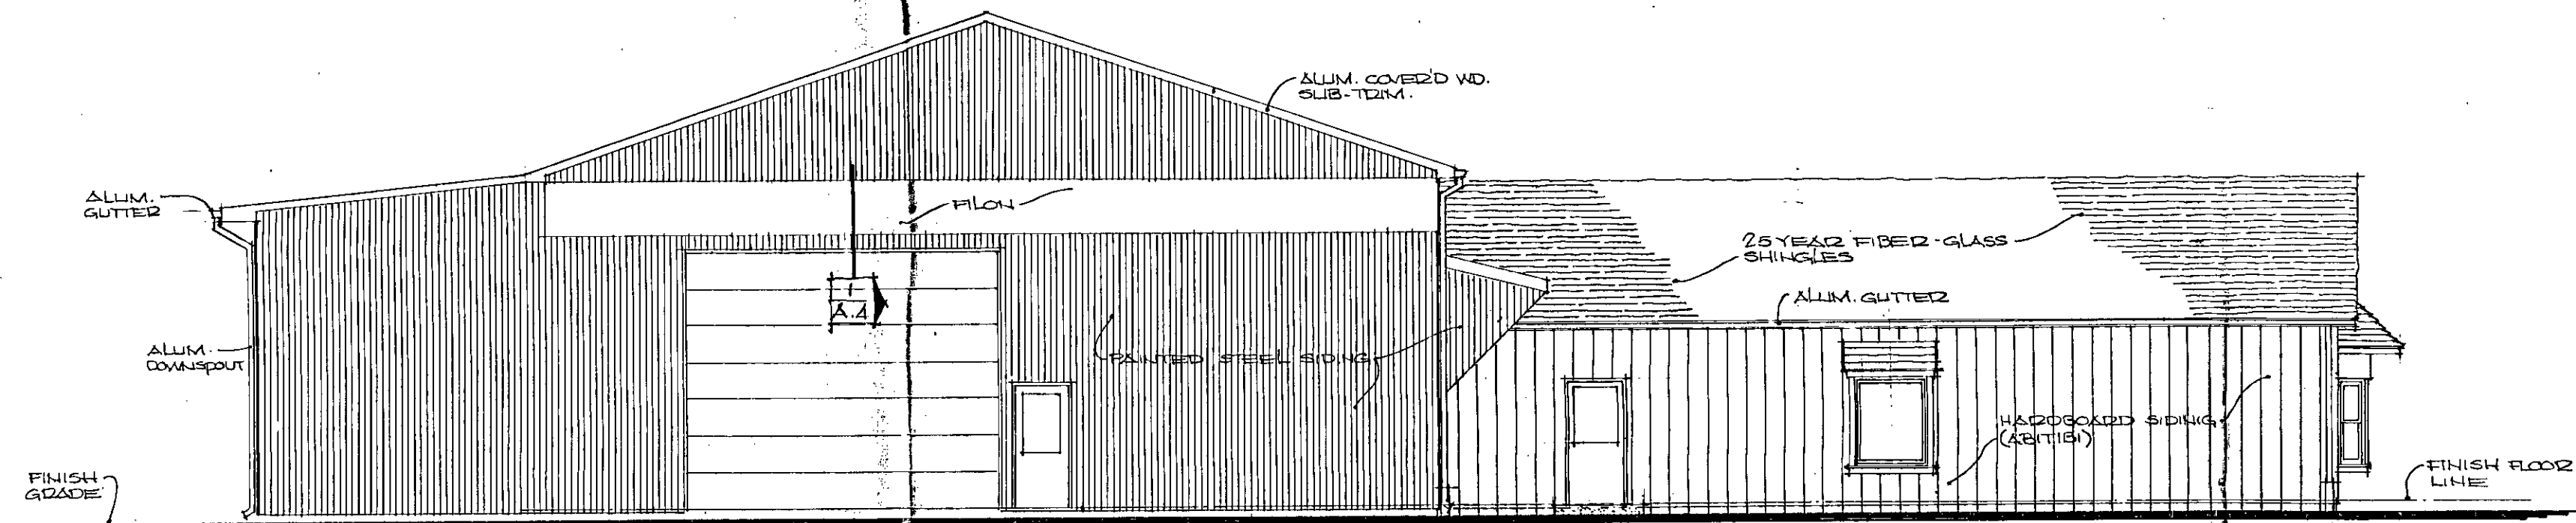 ALUM. COVER'D WD.
SUB-TRIM.
ALUM.
GUTTER
FILON
25 YEAR FIBER-GLASS
SHINGLES
1
A.4
ALUM. GUTTER
ALUM.
DOWNSPOUT
PAINTED STEEL SIDING
HARDBOARD SIDING
(ABITIBI)
FINISH
GRADE
FINISH FLOOR
LINE